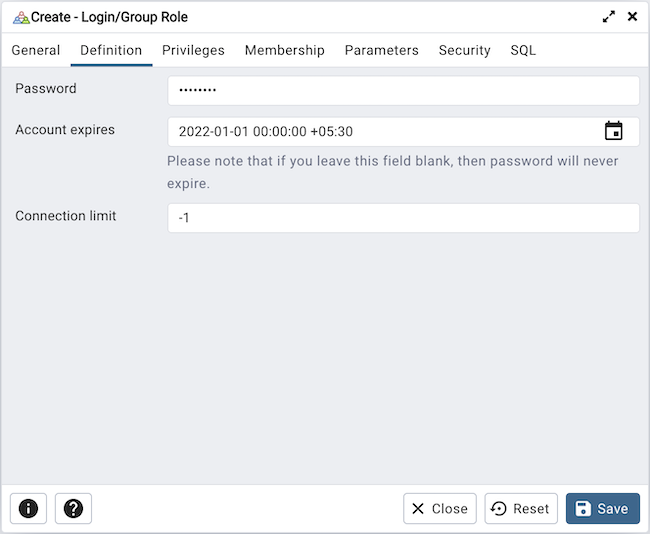 Create - Login/Group Role
General Definition Privileges Membership Parameters Security SQL
Password ••••••••
Account expires 2022-01-01 00:00:00 +05:30
Please note that if you leave this field blank, then password will never
expire.
Connection limit -1
Close Reset Save